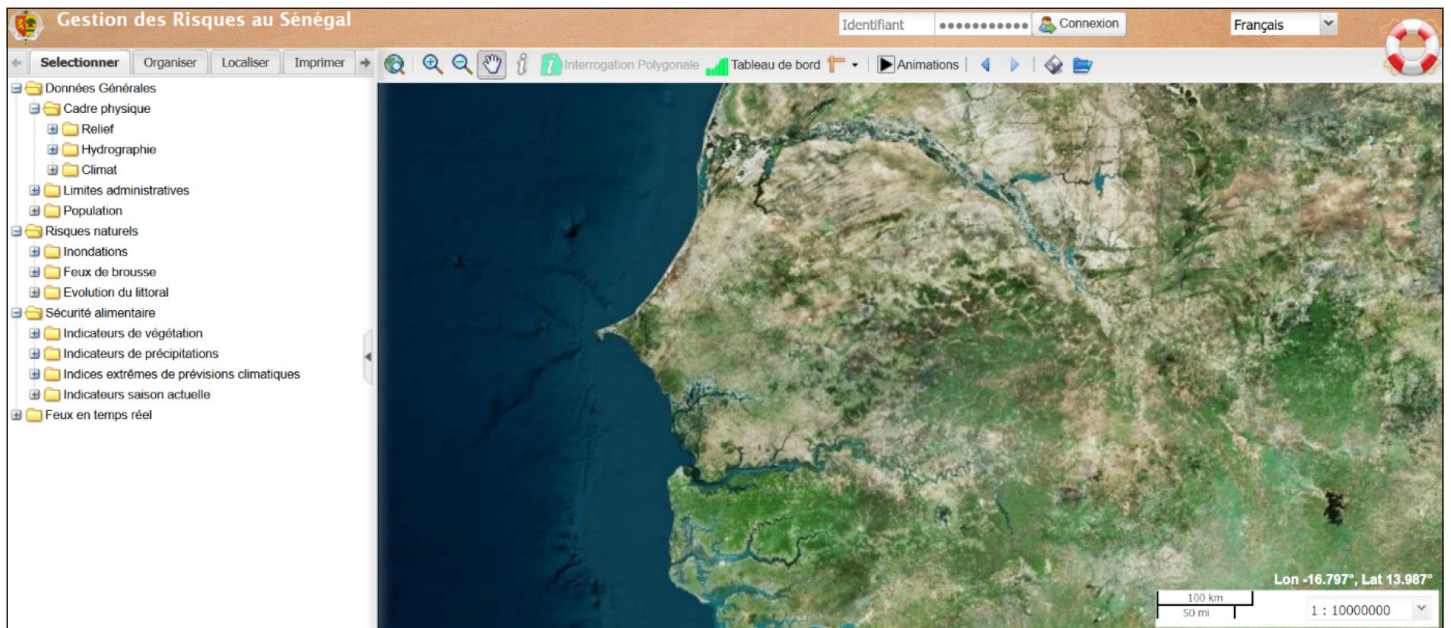 Gestion des Risques au Sénégal
Identifiant
Connexion
Français
Selectionner
Organiser
Localiser
Imprimer
Interrogation Polygonale
Tableau de bord
Animations
Données Générales
Cadre physique
Relief
Hydrographie
Climat
Limites administratives
Population
Risques naturels
Inondations
Feux de brousse
Evolution du littoral
Sécurité alimentaire
Indicateurs de végétation
Indicateurs de précipitations
Indices extrêmes de prévisions climatiques
Indicateurs saison actuelle
Feux en temps réel
Lon -16.797°, Lat 13.987°
100 km
50 mi
1 : 10000000